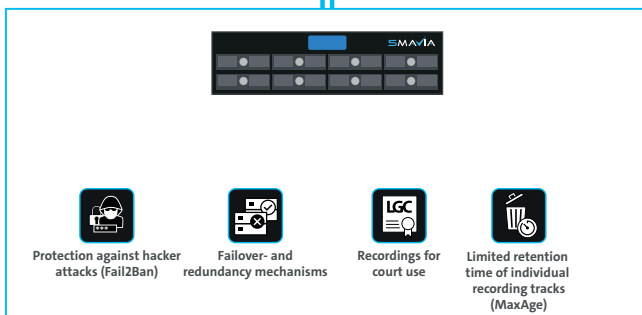 SMAVIA
LGC
Protection against hacker
attacks (Fail2Ban)
Failover- and
redundancy mechanisms
Recordings for
court use
Limited retention
time of individual
recording tracks
(MaxAge)